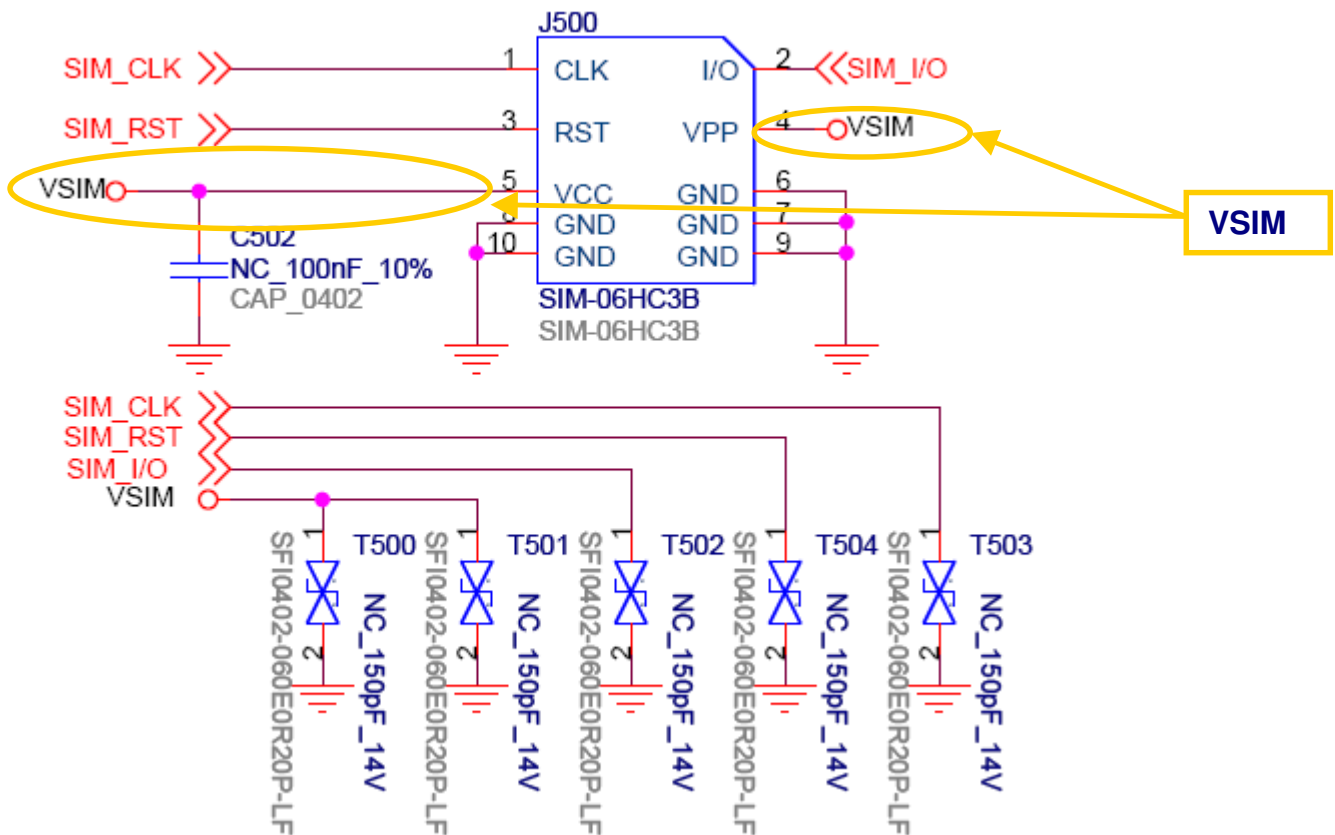 J500
SIM_CLK 1 CLK I/O 2 SIM_I/O
SIM_RST 3 RST VPP 4 VSIM
VSIM 5 VCC GND 6
8 GND GND 7
10 GND GND 9
VSIM
C502
NC_100nF_10%
CAP_0402
SIM-06HC3B
SIM-06HC3B
SIM_CLK
SIM_RST
SIM_I/O
VSIM
1 T500 1 T501 1 T502 1 T504 1 T503
2 2 2 2 2
SFI0402-060E0R20P-LF
NC_150pF_14V
SFI0402-060E0R20P-LF
NC_150pF_14V
SFI0402-060E0R20P-LF
NC_150pF_14V
SFI0402-060E0R20P-LF
NC_150pF_14V
SFI0402-060E0R20P-LF
NC_150pF_14V